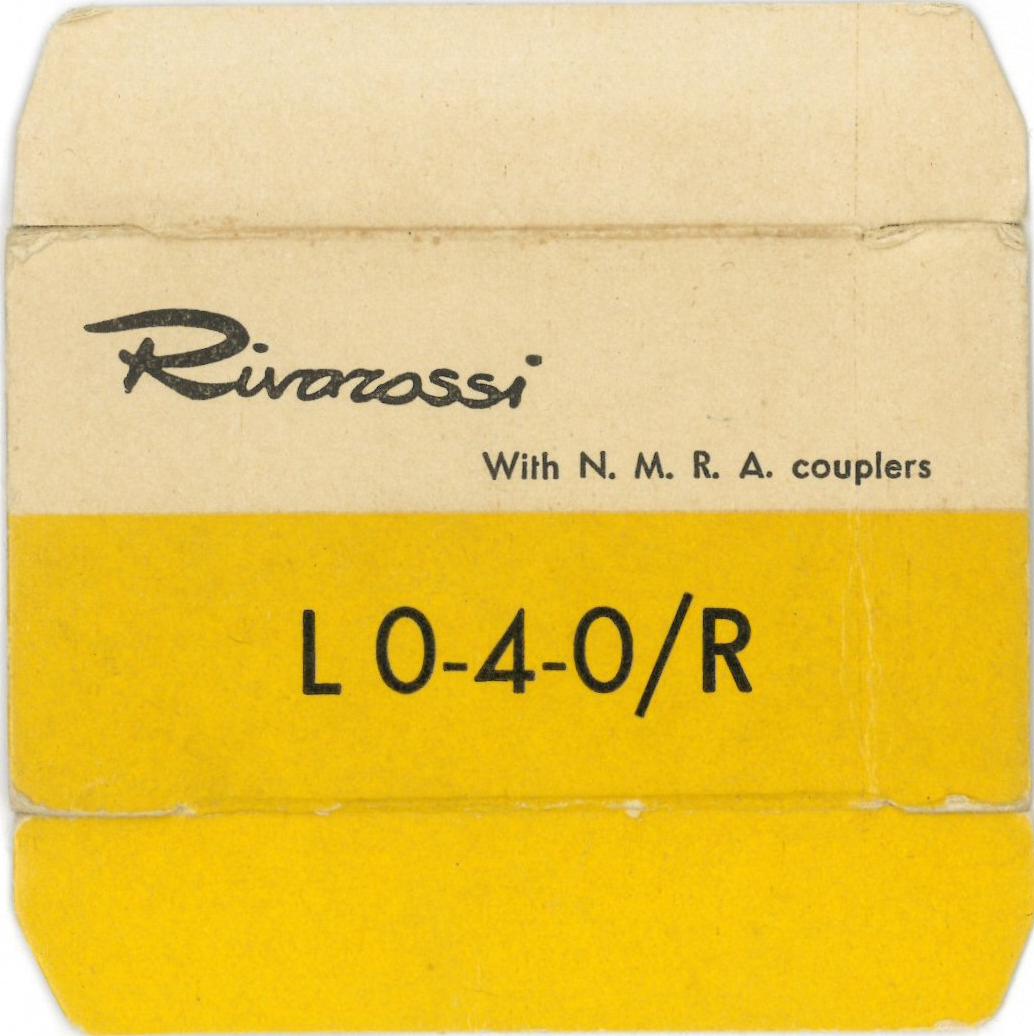 Rivarossi
With N. M. R. A. couplers
L 0-4-0/R